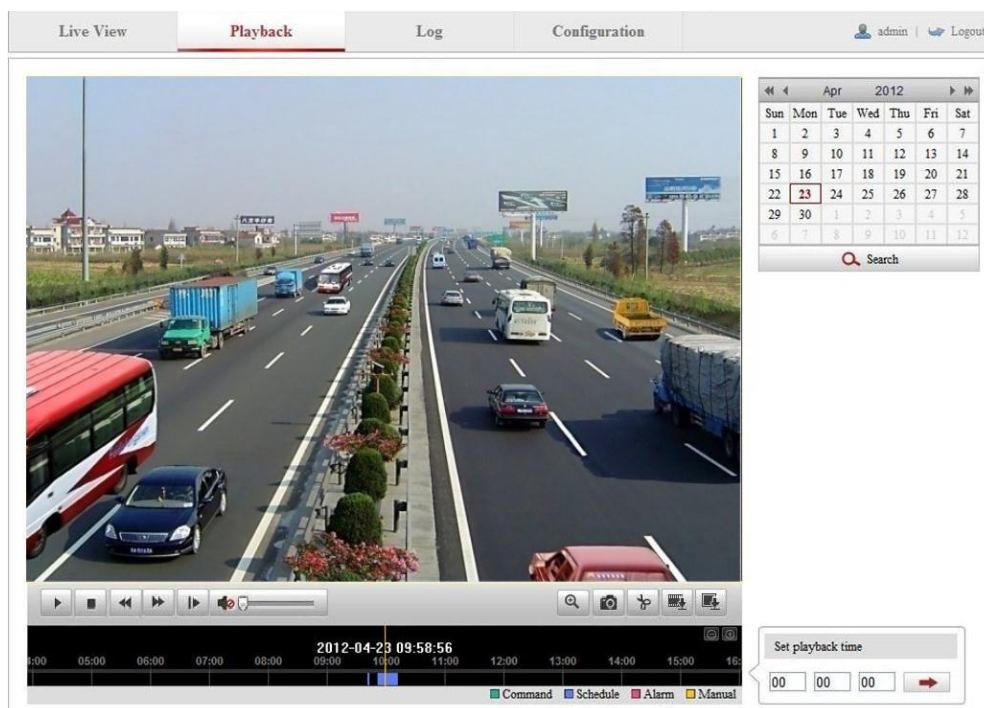 Live View Playback Log Configuration admin | Logout
Apr 2012
Sun Mon Tue Wed Thu Fri Sat
1 2 3 4 5 6 7
8 9 10 11 12 13 14
15 16 17 18 19 20 21
22 23 24 25 26 27 28
29 30 1 2 3 4 5
6 7 8 9 10 11 12
Search
2012-04-23 09:58:56
4:00 05:00 06:00 07:00 08:00 09:00 10:00 11:00 12:00 13:00 14:00 15:00 16:
Command Schedule Alarm Manual
Set playback time
00 00 00